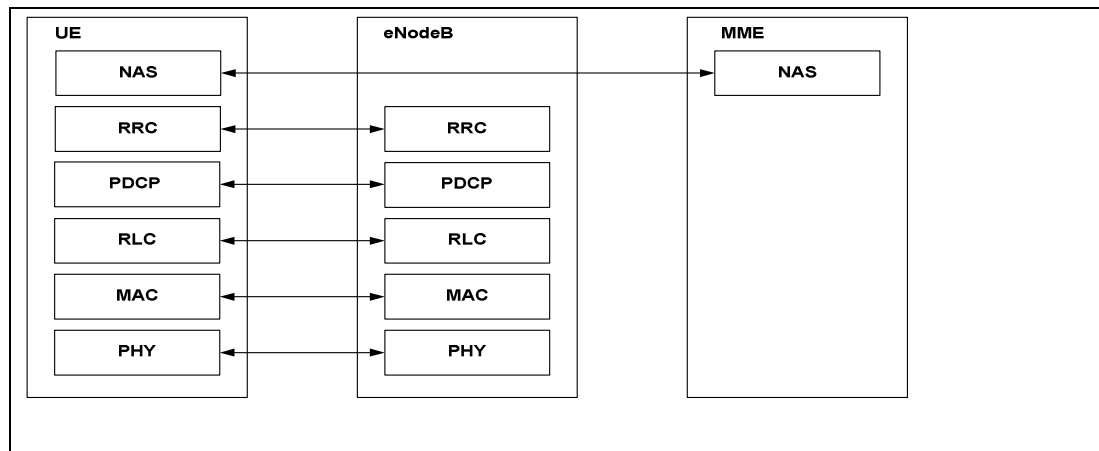 UE eNodeB MME
NAS NAS
RRC RRC
PDCP PDCP
RLC RLC
MAC MAC
PHY PHY